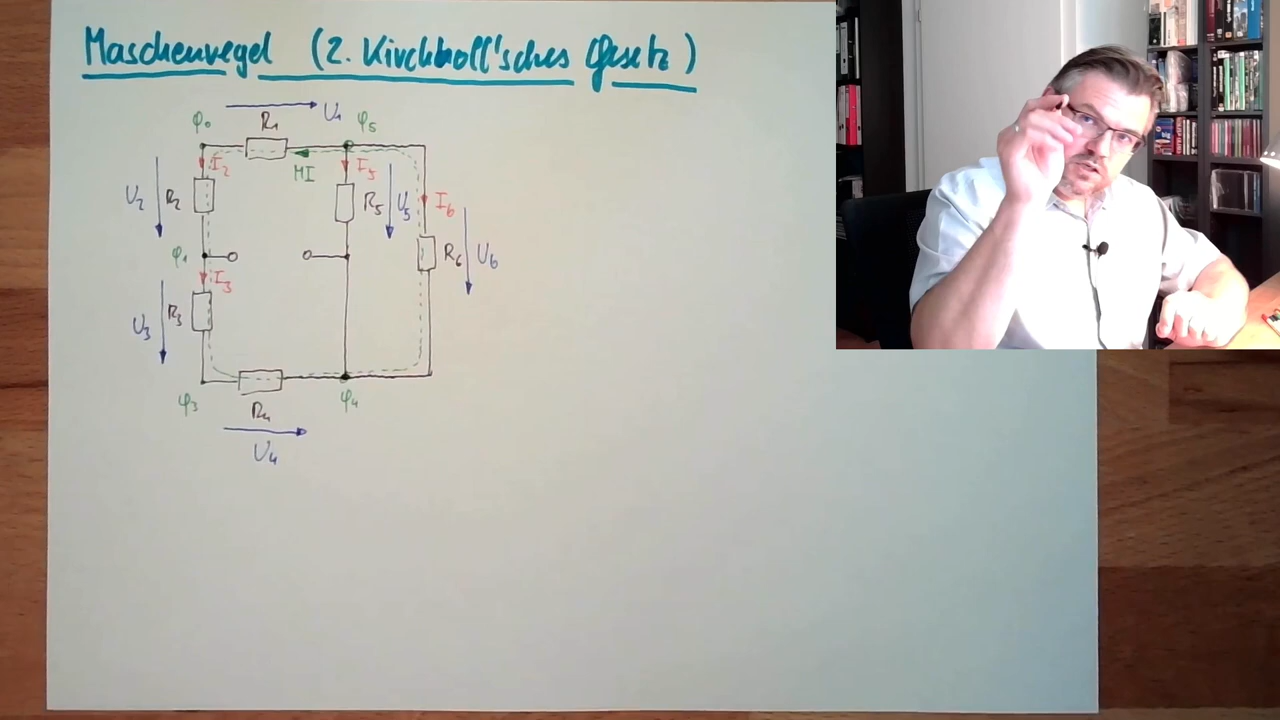 Maschenregel (2. Kirchhoff'sches Gesetz)
U₁
φ₀ R₁ φ₅
MI
I₂ I₅
U₂ R₂ R₅ U₅ I₆
φ₁ R₆ U₆
I₃
U₃ R₃
φ₃ R₄ φ₄
U₄